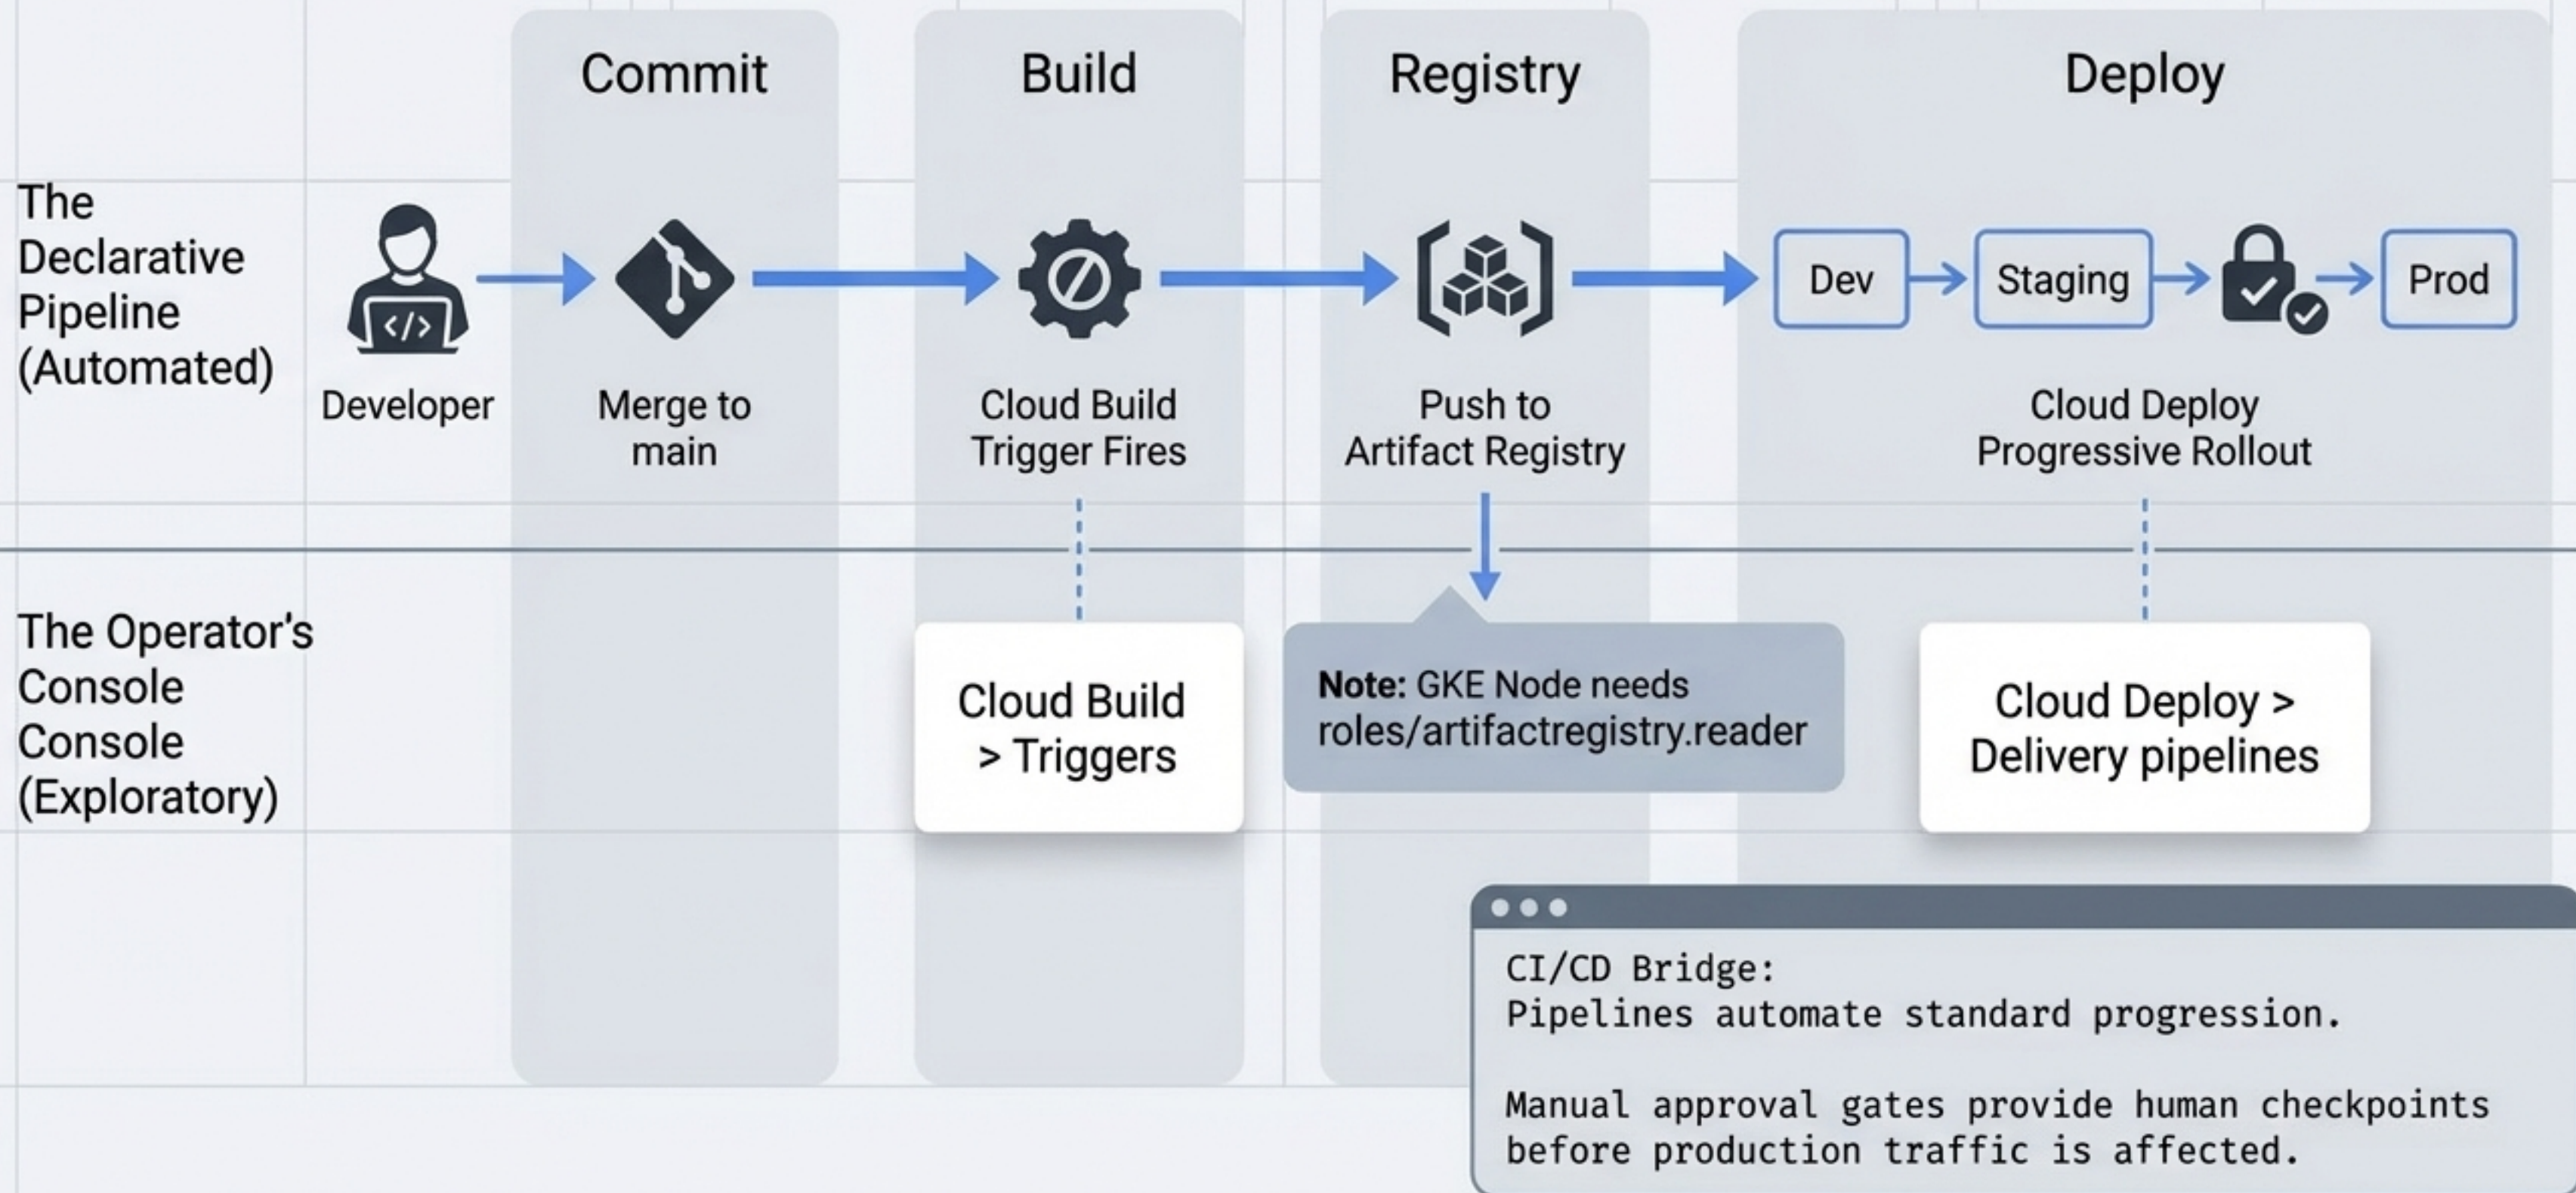 Commit
Build
Registry
Deploy
The
Declarative
Pipeline
(Automated)
</>
Dev
Staging
Prod
Developer
Merge to
main
Cloud Build
Trigger Fires
Push to
Artifact Registry
Cloud Deploy
Progressive Rollout
The Operator's
Console
Console
(Exploratory)
Cloud Build
> Triggers
Note: GKE Node needs
roles/artifactregistry.reader
Cloud Deploy >
Delivery pipelines
CI/CD Bridge:
Pipelines automate standard progression.
Manual approval gates provide human checkpoints
before production traffic is affected.